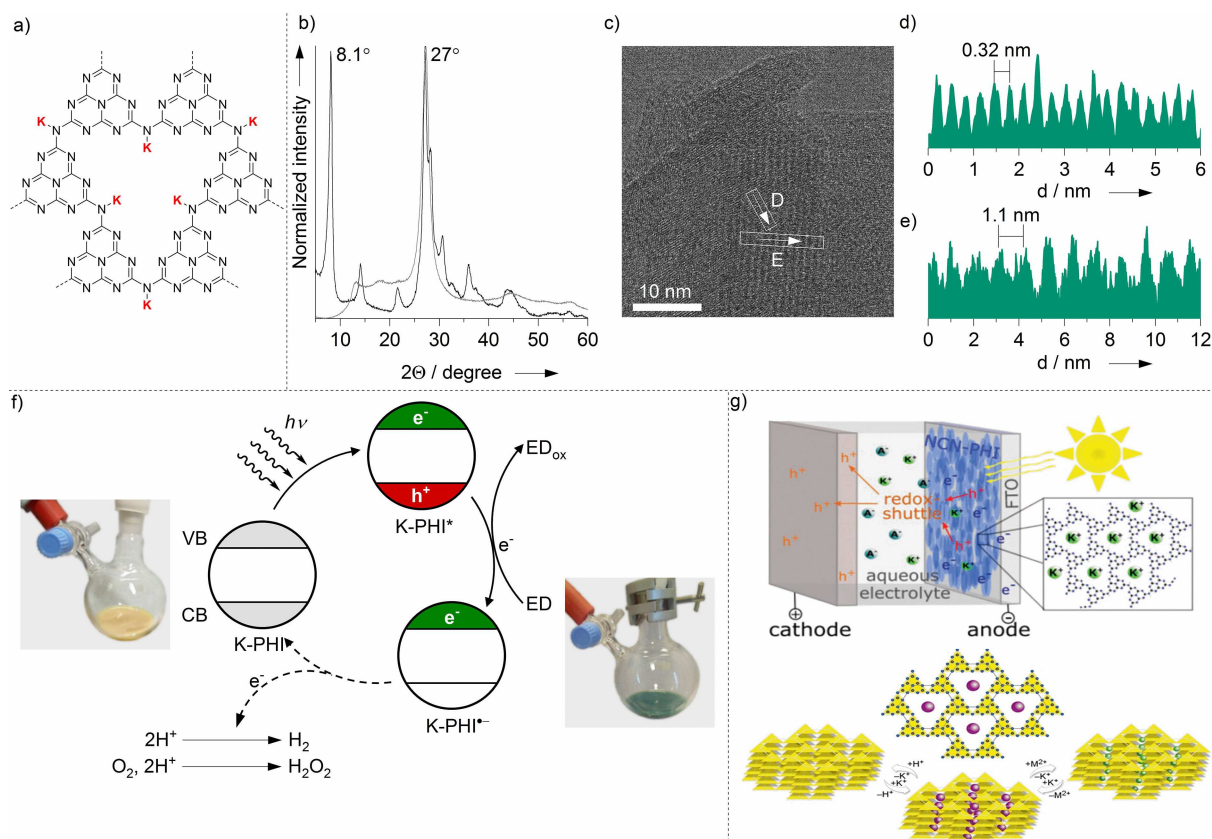 a)
N N N N
N N N N N N
N N N N
K N N N N N N N K
K
K K
K
b)
8.1°
27°
Normalized intensity
10 20 30 40 50 60
2Θ / degree
c)
D
E
10 nm
d)
0.32 nm
0 1 2 3 4 5 6
d / nm
e)
1.1 nm
0 2 4 6 8 10 12
d / nm
f)
hν
e-
h+
K-PHI*
EDox
e-
ED
VB
CB
K-PHI
e-
K-PHI•−
e-
2H+ H2
O2, 2H+ H2O2
g)
NCN-PHI
FTO
h+
h+
h+
h+
redox
shuttle
A-
K+
aqueous
electrolyte
e-
h+
K+
cathode
anode
+H+
–K+
+K+
–H+
+M2+
–K+
+K+
–M2+